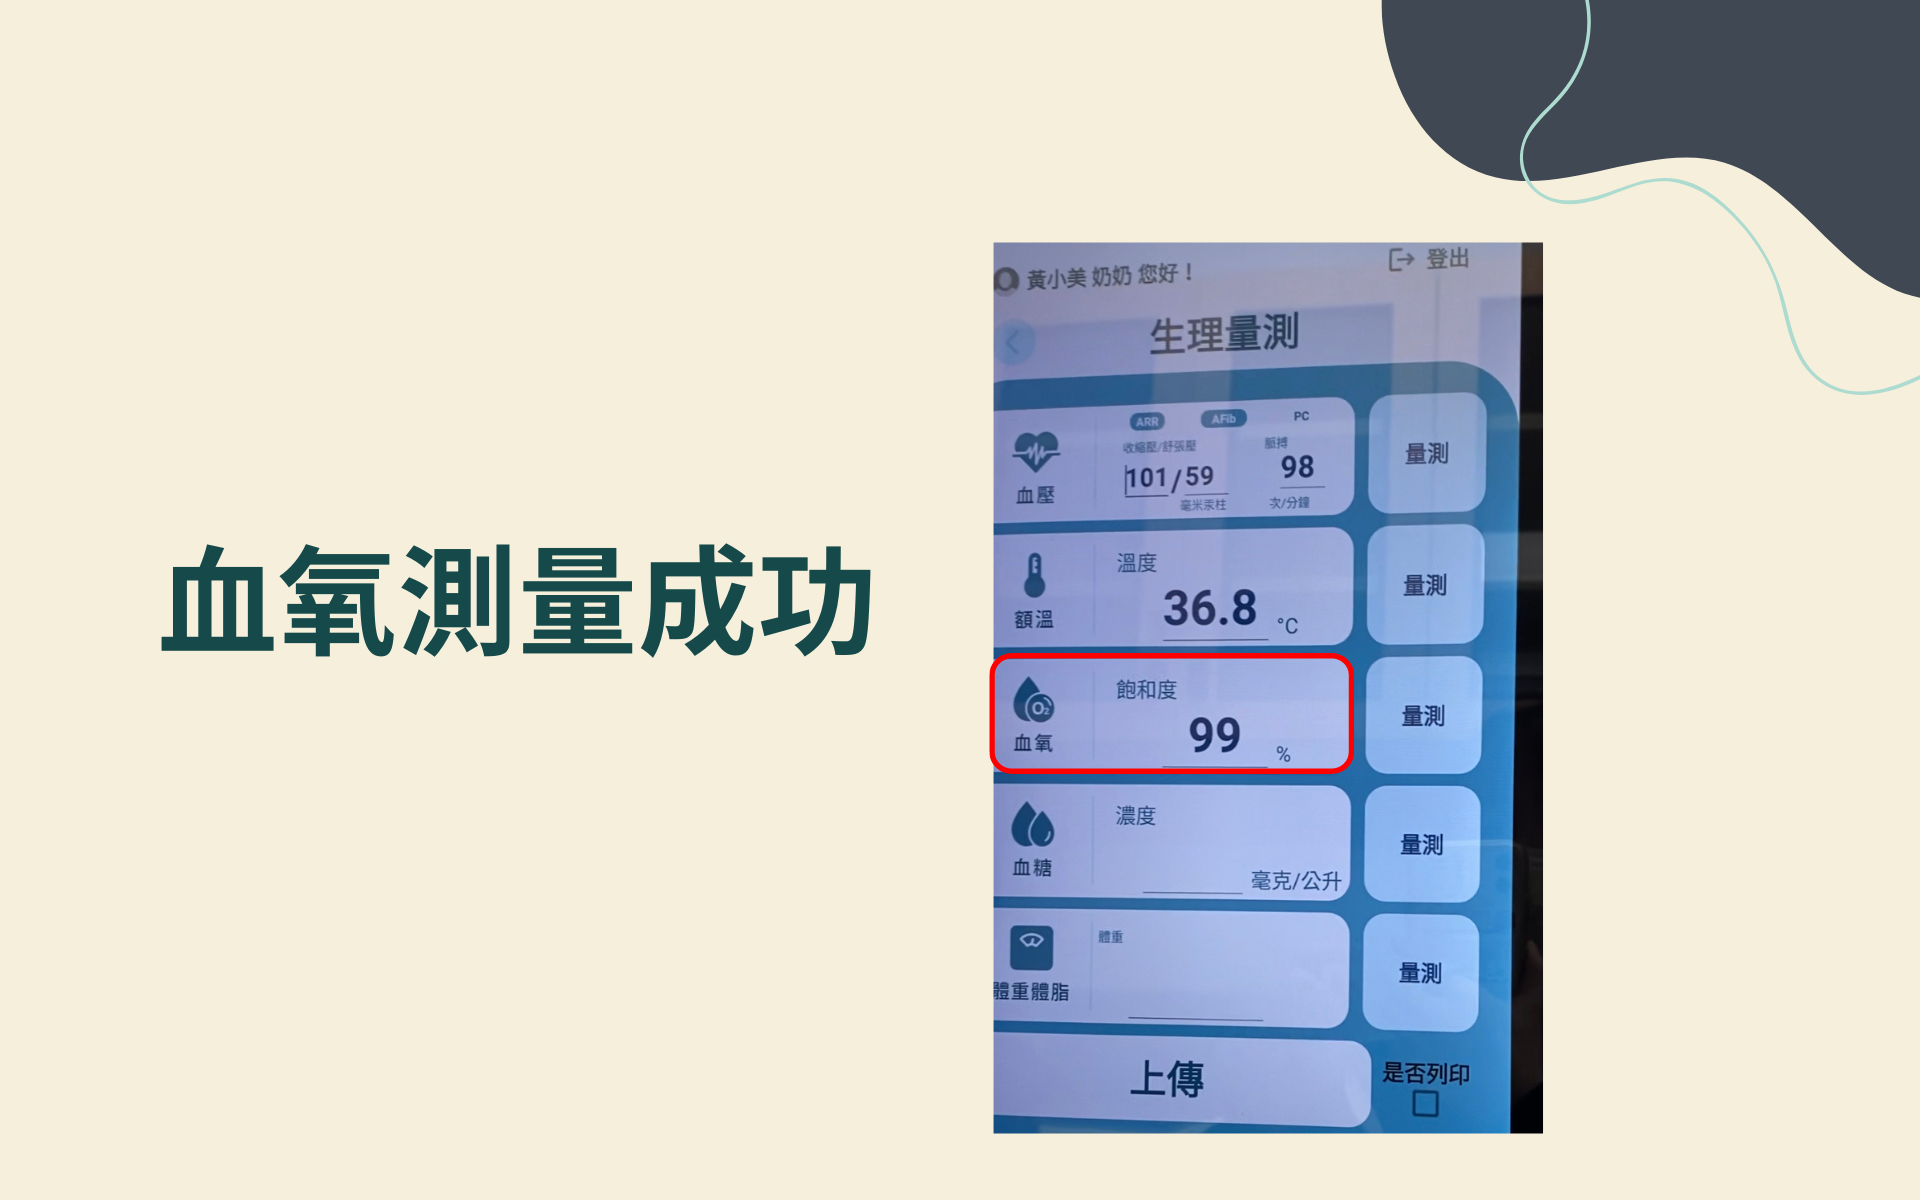 血氧測量成功
黃小美 奶奶 您好！
登出
生理量測
ARR
AFib
PC
收縮壓/舒張壓
脈搏
101/59
98
毫米汞柱
次/分鐘
血壓
量測
溫度
36.8 °C
額溫
量測
飽和度
99 %
O₂
血氧
量測
濃度
毫克/公升
血糖
量測
體重
體重體脂
量測
上傳
是否列印